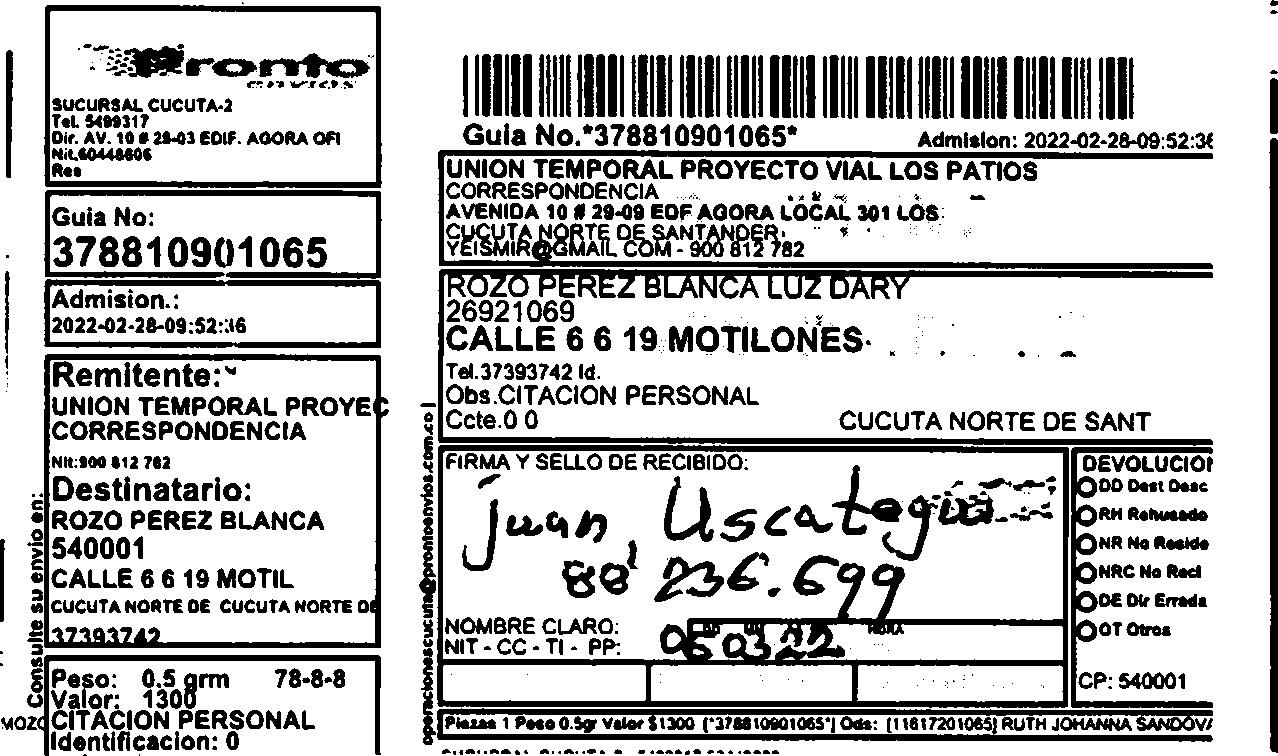 Pronto
envios
SUCURSAL CUCUTA-2
Tel. 5499317
Dir. AV. 10 # 29-03 EDIF. AGORA OFI
Nit.60448606
Res
Guia No:
378810901065
Admision.:
2022-02-28-09:52:36
Remitente:
UNION TEMPORAL PROYEC
CORRESPONDENCIA
Nit:900 812 782
Destinatario:
ROZO PEREZ BLANCA
540001
CALLE 6 6 19 MOTIL
CUCUTA NORTE DE CUCUTA NORTE DE
37393742
Peso: 0.5 grm 78-8-8
Valor: 1300
CITACION PERSONAL
Identificacion: 0
Consulte su envio en:
MOZO
Guia No.*378810901065*
Admision: 2022-02-28-09:52:36
UNION TEMPORAL PROYECTO VIAL LOS PATIOS
CORRESPONDENCIA
AVENIDA 10 # 29-09 EDF AGORA LOCAL 301 LOS
CUCUTA NORTE DE SANTANDER
YEISMIR@GMAIL COM - 900 812 782
ROZO PEREZ BLANCA LUZ DARY
26921069
CALLE 6 6 19 MOTILONES
Tel.37393742 Id.
Obs.CITACION PERSONAL
Ccte.0 0 CUCUTA NORTE DE SANT
operacionescucuta@prontoenvios.com.co
FIRMA Y SELLO DE RECIBIDO:
juan Uscategui
88 236.699
NOMBRE CLARO:
NIT - CC - TI - PP:
HORA
050322
DEVOLUCION
DD Dest Desc
RH Rehusado
NR No Reside
NRC No Recl
DE Dir Errada
OT Otros
CP: 540001
Piezas 1 Peso 0.5gr Valor $1300 [*378810901065*] Ods: [11617201065] RUTH JOHANNA SANDOVA